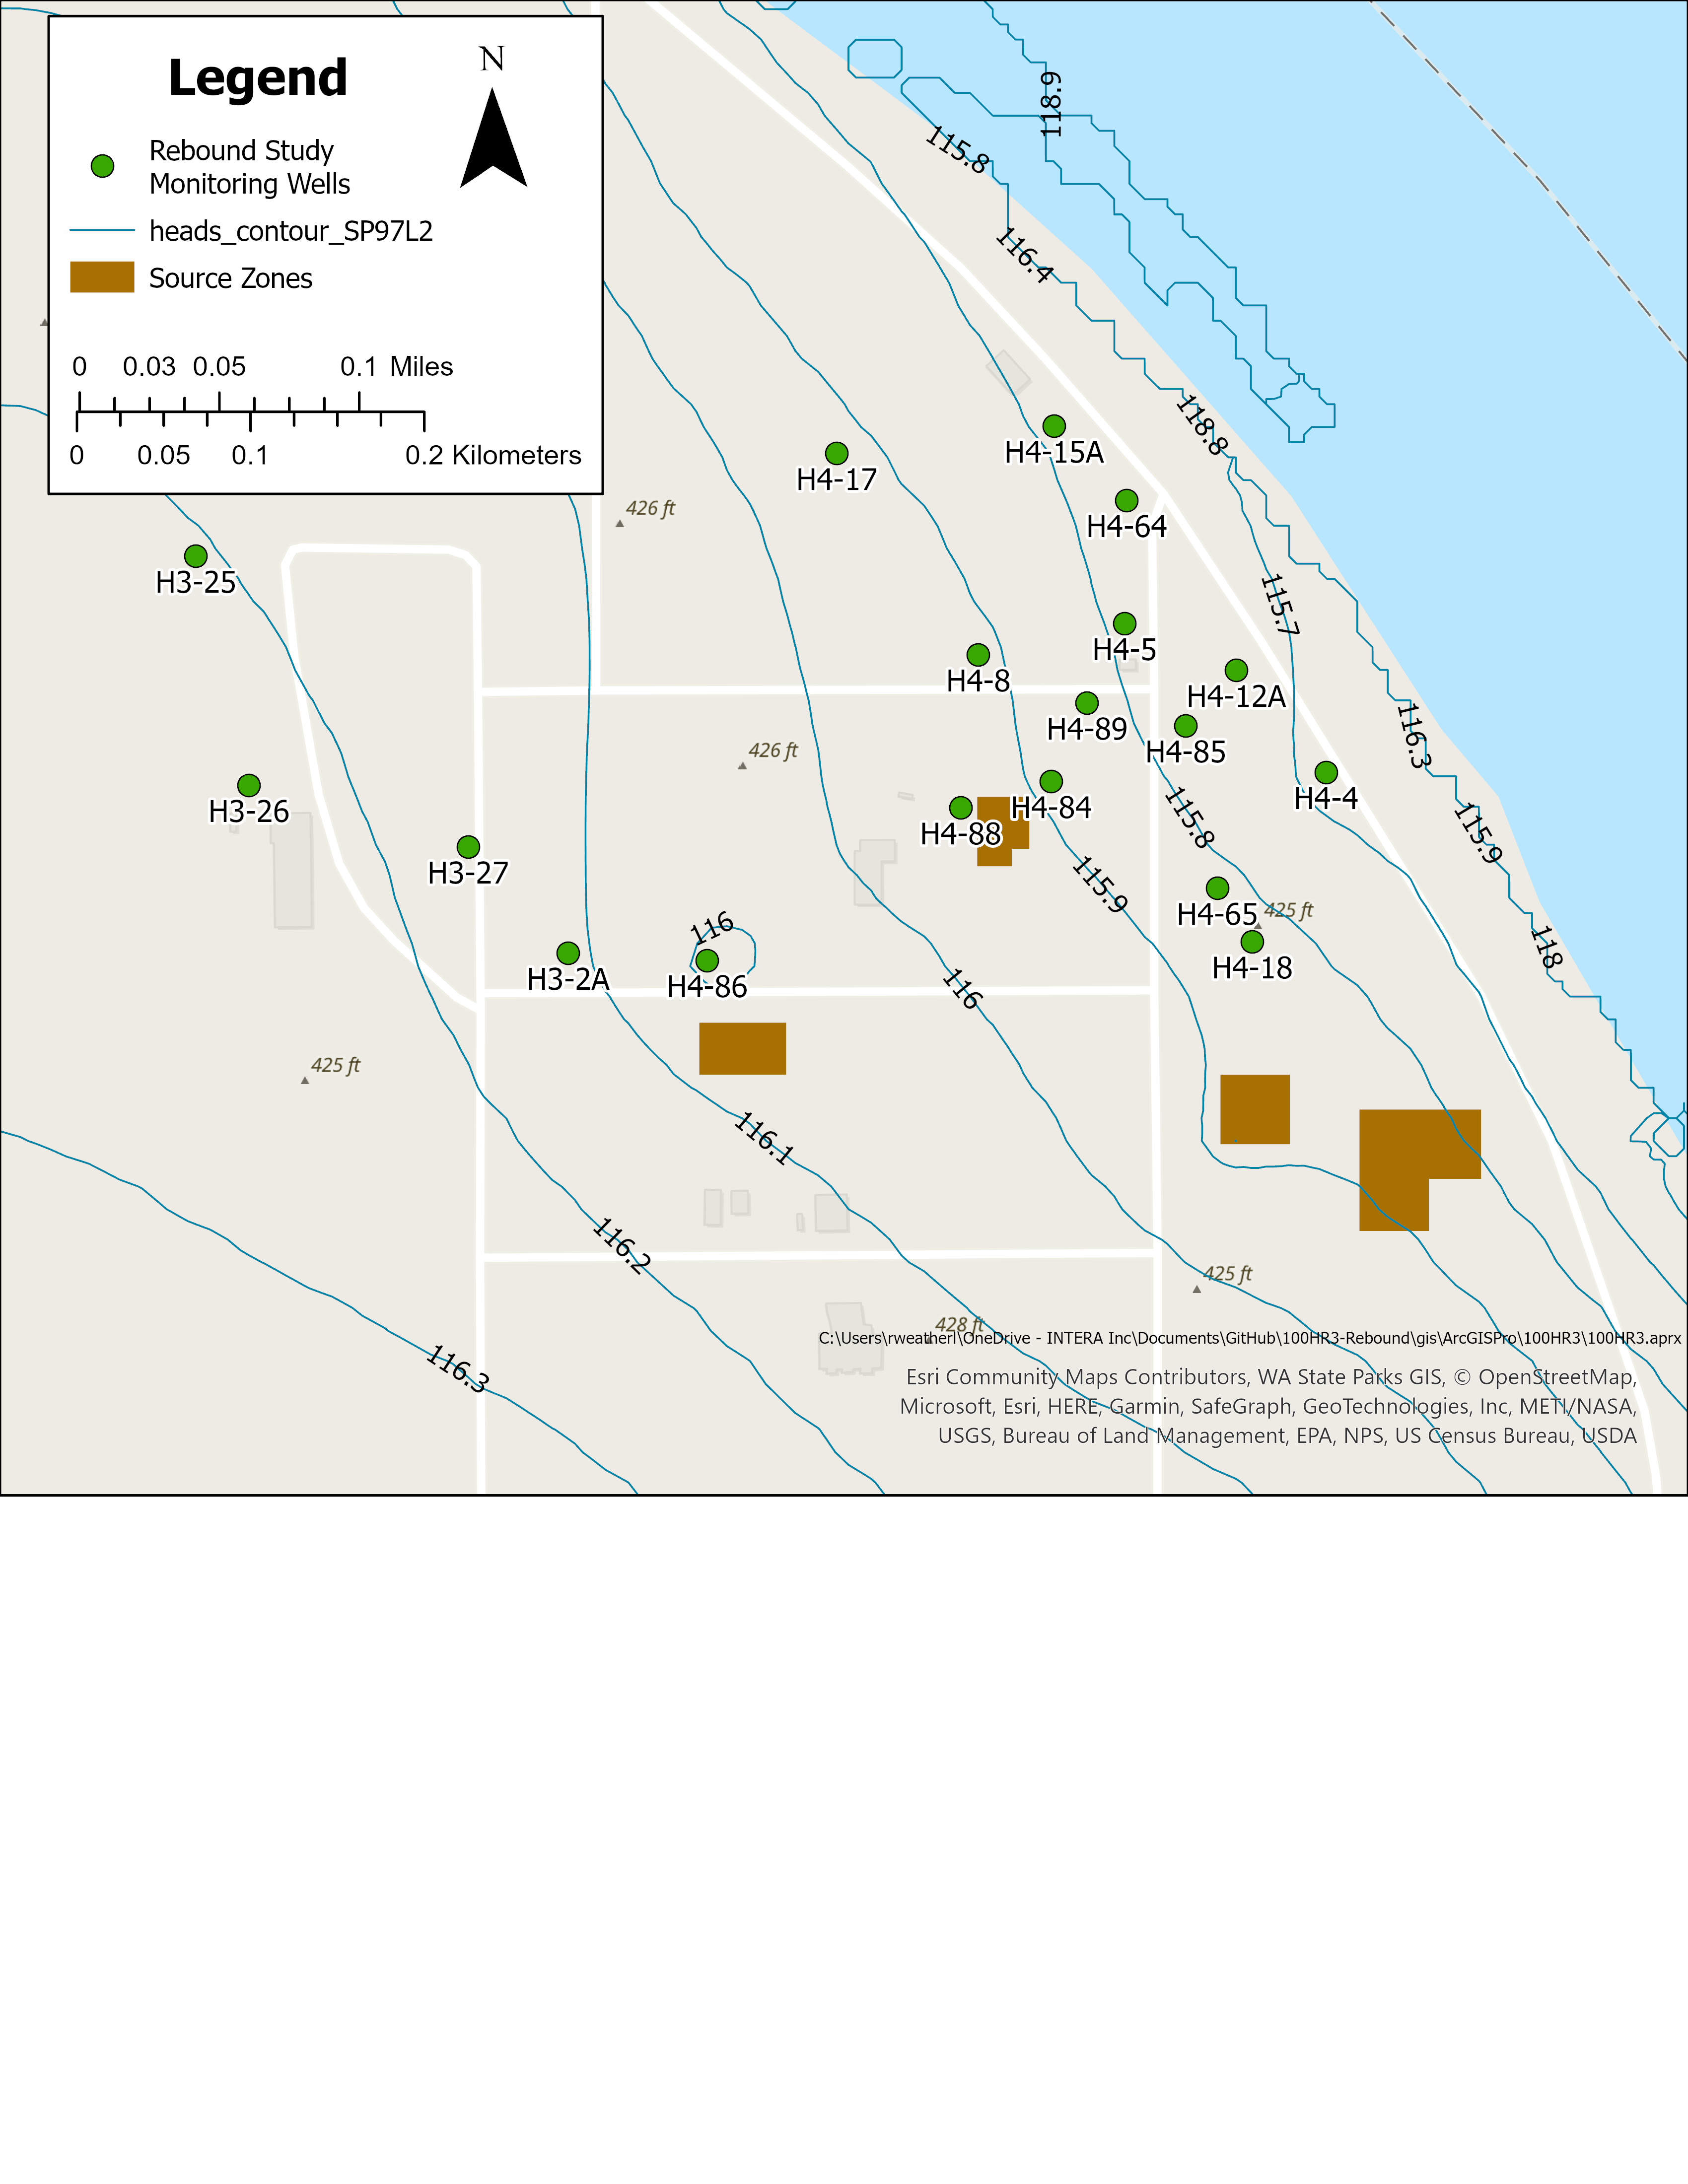 Legend
N
Rebound Study
Monitoring Wells
heads_contour_SP97L2
Source Zones
0 0.03 0.05 0.1 Miles
0 0.05 0.1 0.2 Kilometers
118.9
115.8
116.4
118.8
H4-15A
H4-17
426 ft
H4-64
H3-25
115.7
H4-5
H4-8
H4-12A
H4-89
116.3
H4-85
426 ft
H4-4
H3-26
H4-84
115.8
H4-88
115.9
H3-27
115.9
H4-65
425 ft
116
118
H4-18
H3-2A
H4-86
116
425 ft
116.1
116.2
425 ft
428 ft
116.3
C:\Users\rweatherl\OneDrive - INTERA Inc\Documents\GitHub\100HR3-Rebound\gis\ArcGISPro\100HR3\100HR3.aprx
Esri Community Maps Contributors, WA State Parks GIS, © OpenStreetMap,
Microsoft, Esri, HERE, Garmin, SafeGraph, GeoTechnologies, Inc, METI/NASA,
USGS, Bureau of Land Management, EPA, NPS, US Census Bureau, USDA